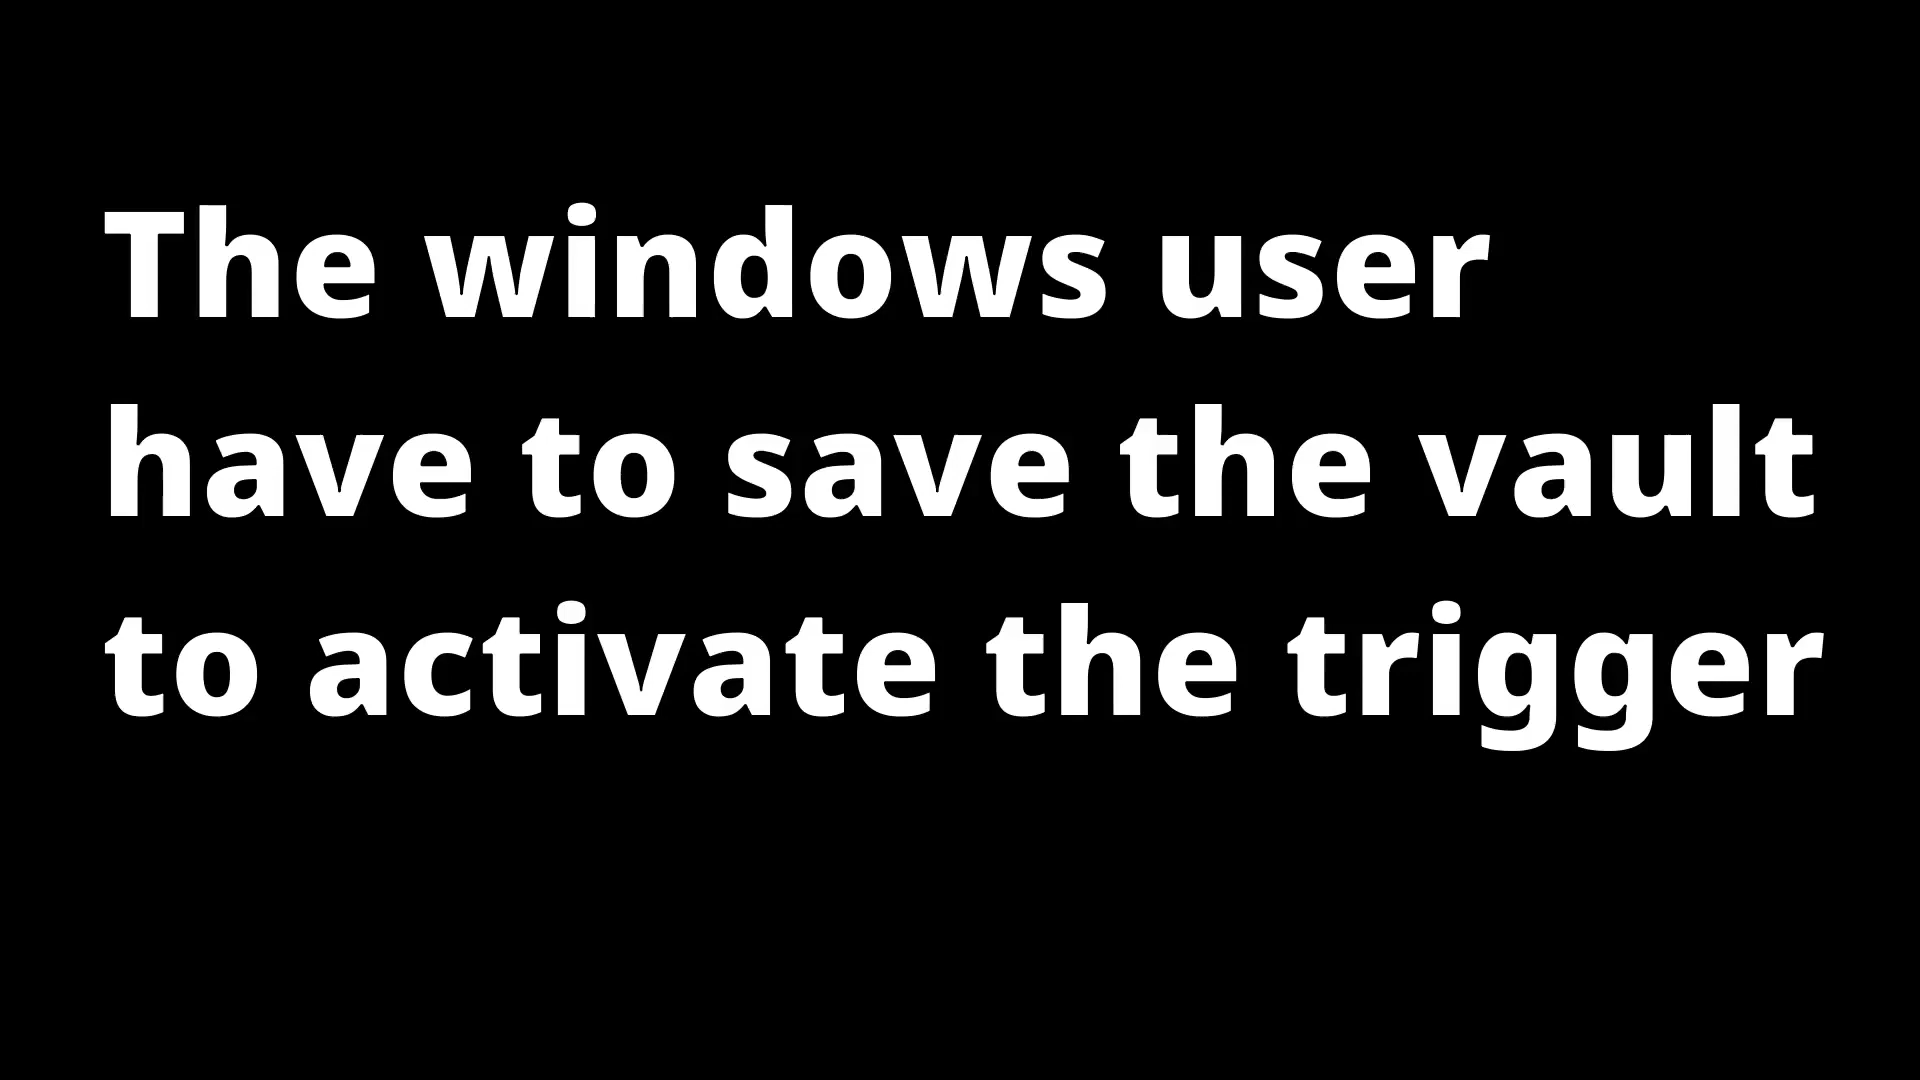 The windows user
have to save the vault
to activate the trigger